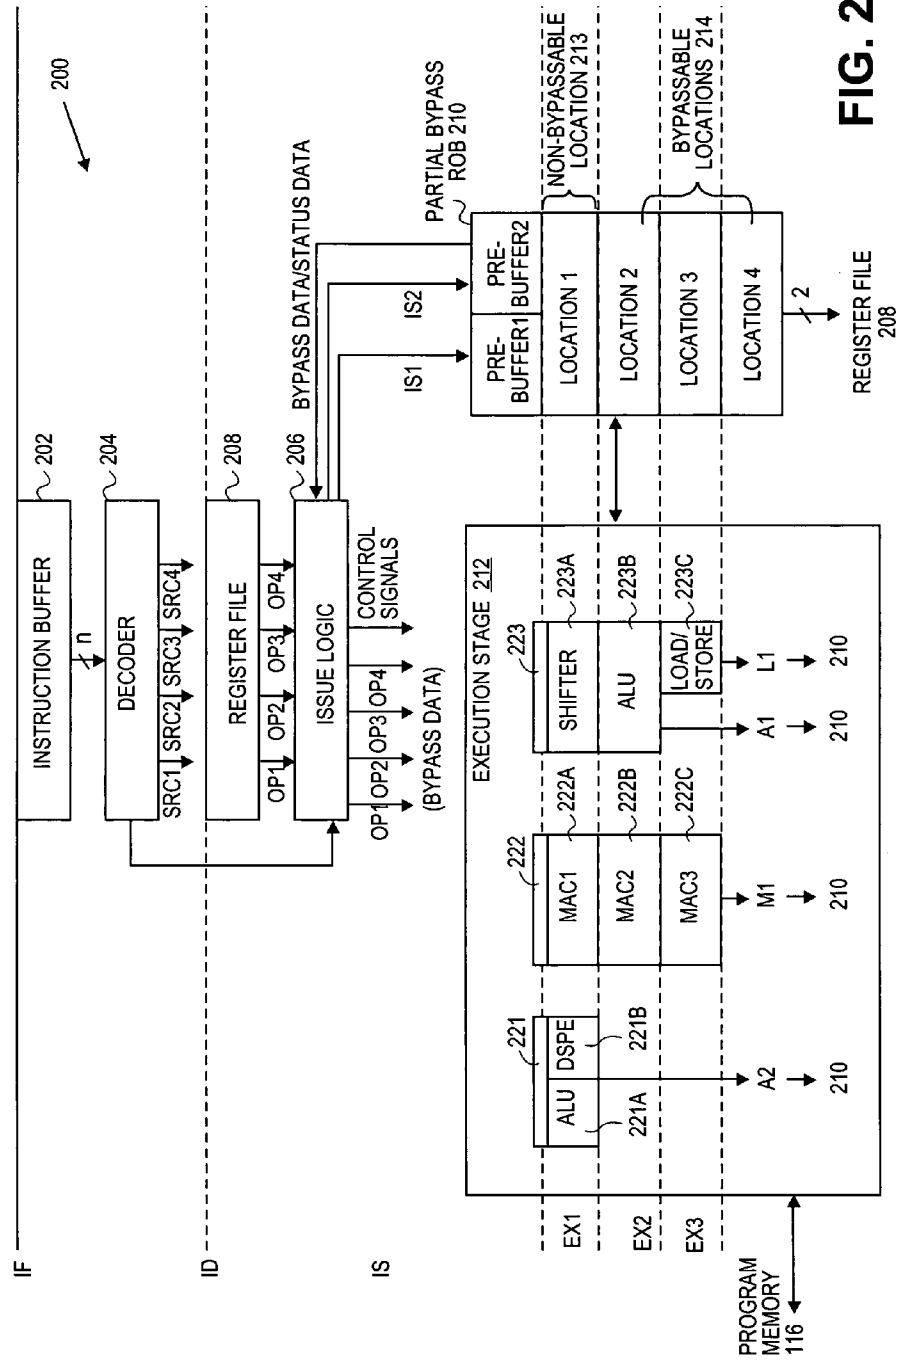 200
IF
INSTRUCTION BUFFER
202
n
DECODER
204
SRC1
SRC2
SRC3
SRC4
ID
REGISTER FILE
208
OP1
OP2
OP3
OP4
ISSUE LOGIC
206
IS
OP1
OP2
OP3
OP4
CONTROL
SIGNALS
(BYPASS DATA)
BYPASS DATA/STATUS DATA
IS1
IS2
PARTIAL BYPASS
ROB 210
PRE-
BUFFER1
PRE-
BUFFER2
LOCATION 1
LOCATION 2
LOCATION 3
LOCATION 4
NON-BYPASSABLE
LOCATION 213
BYPASSABLE
LOCATIONS 214
2
REGISTER FILE
208
EXECUTION STAGE 212
EX1
EX2
EX3
221
ALU
DSPE
221A
221B
A2
210
222
MAC1
222A
MAC2
222B
MAC3
222C
M1
210
223
SHIFTER
223A
ALU
223B
LOAD/
STORE
223C
A1
210
L1
210
PROGRAM
MEMORY
116
FIG. 2